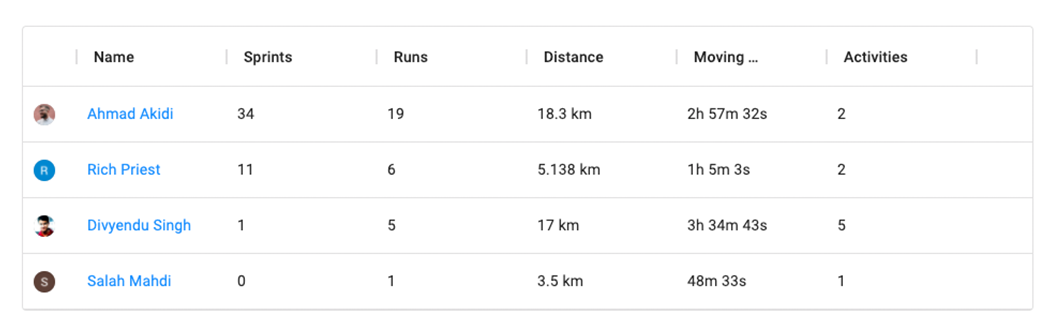 Name Sprints Runs Distance Moving ... Activities
Ahmad Akidi 34 19 18.3 km 2h 57m 32s 2
R Rich Priest 11 6 5.138 km 1h 5m 3s 2
Divyendu Singh 1 5 17 km 3h 34m 43s 5
S Salah Mahdi 0 1 3.5 km 48m 33s 1